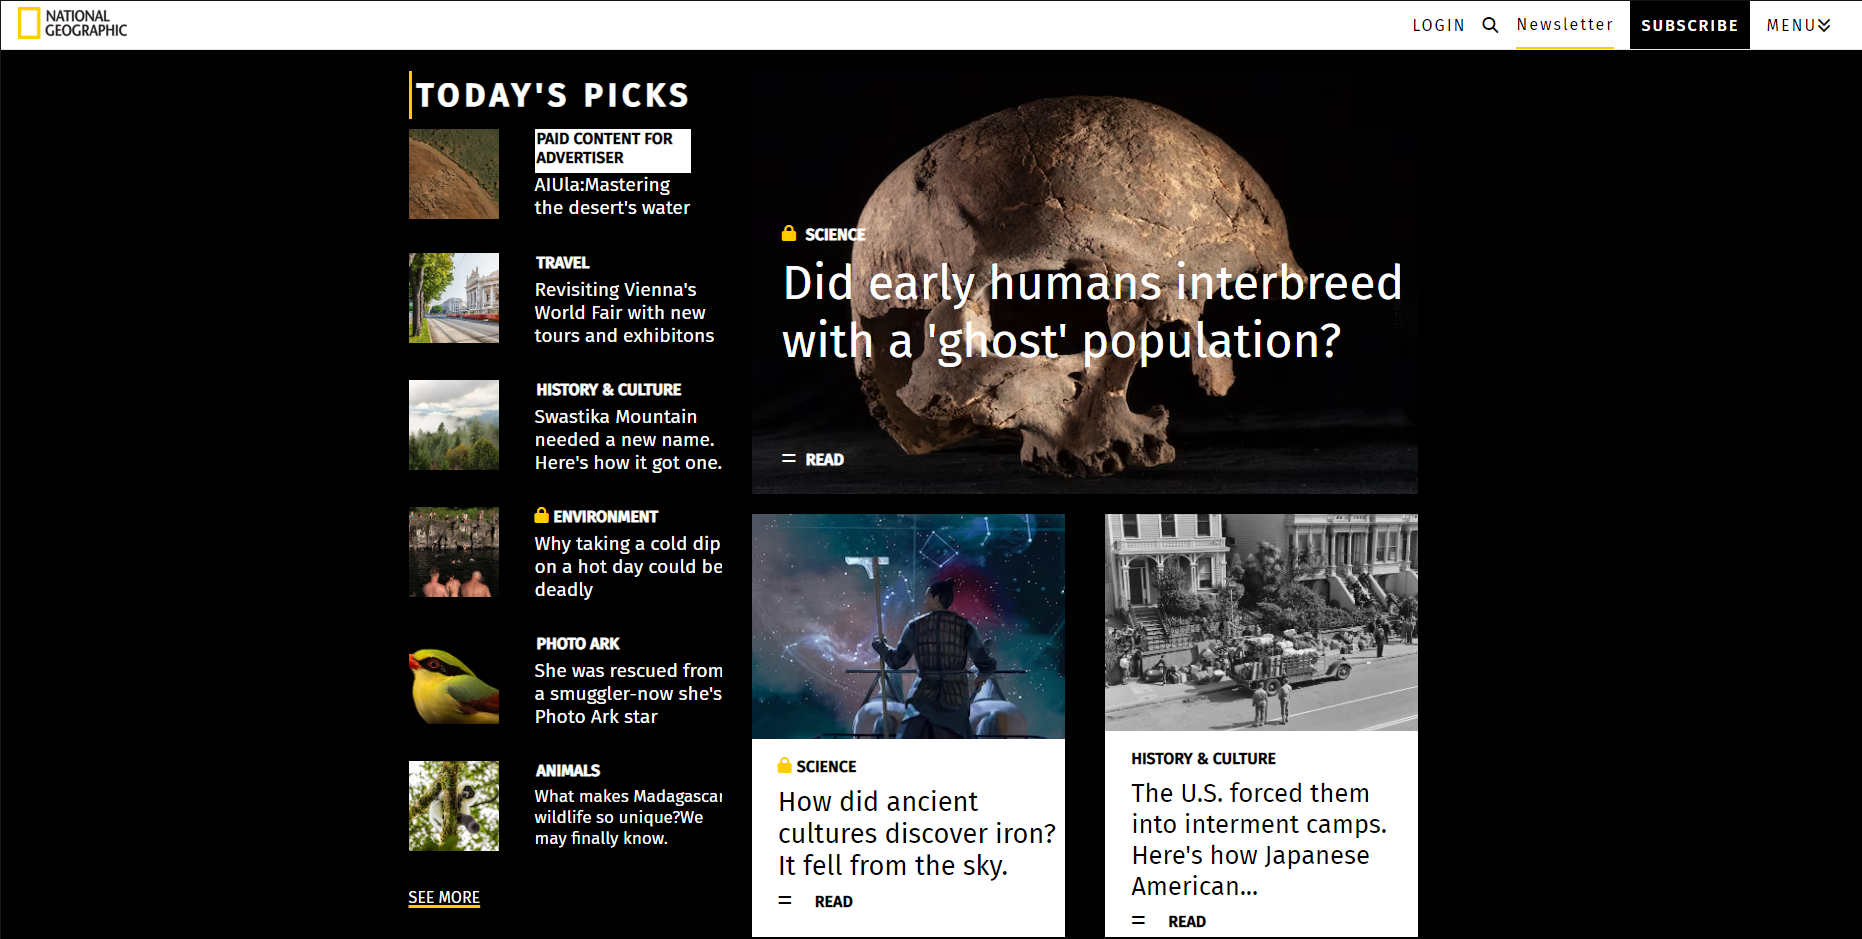 NATIONAL
GEOGRAPHIC
LOGIN
Newsletter
SUBSCRIBE
MENU
TODAY'S PICKS
PAID CONTENT FOR
ADVERTISER
AIUla:Mastering
the desert's water
TRAVEL
Revisiting Vienna's
World Fair with new
tours and exhibitons
HISTORY & CULTURE
Swastika Mountain
needed a new name.
Here's how it got one.
ENVIRONMENT
Why taking a cold dip
on a hot day could be
deadly
PHOTO ARK
She was rescued from
a smuggler-now she's
Photo Ark star
ANIMALS
What makes Madagascar
wildlife so unique?We
may finally know.
SEE MORE
SCIENCE
Did early humans interbreed
with a 'ghost' population?
READ
SCIENCE
How did ancient
cultures discover iron?
It fell from the sky.
READ
HISTORY & CULTURE
The U.S. forced them
into interment camps.
Here's how Japanese
American...
READ